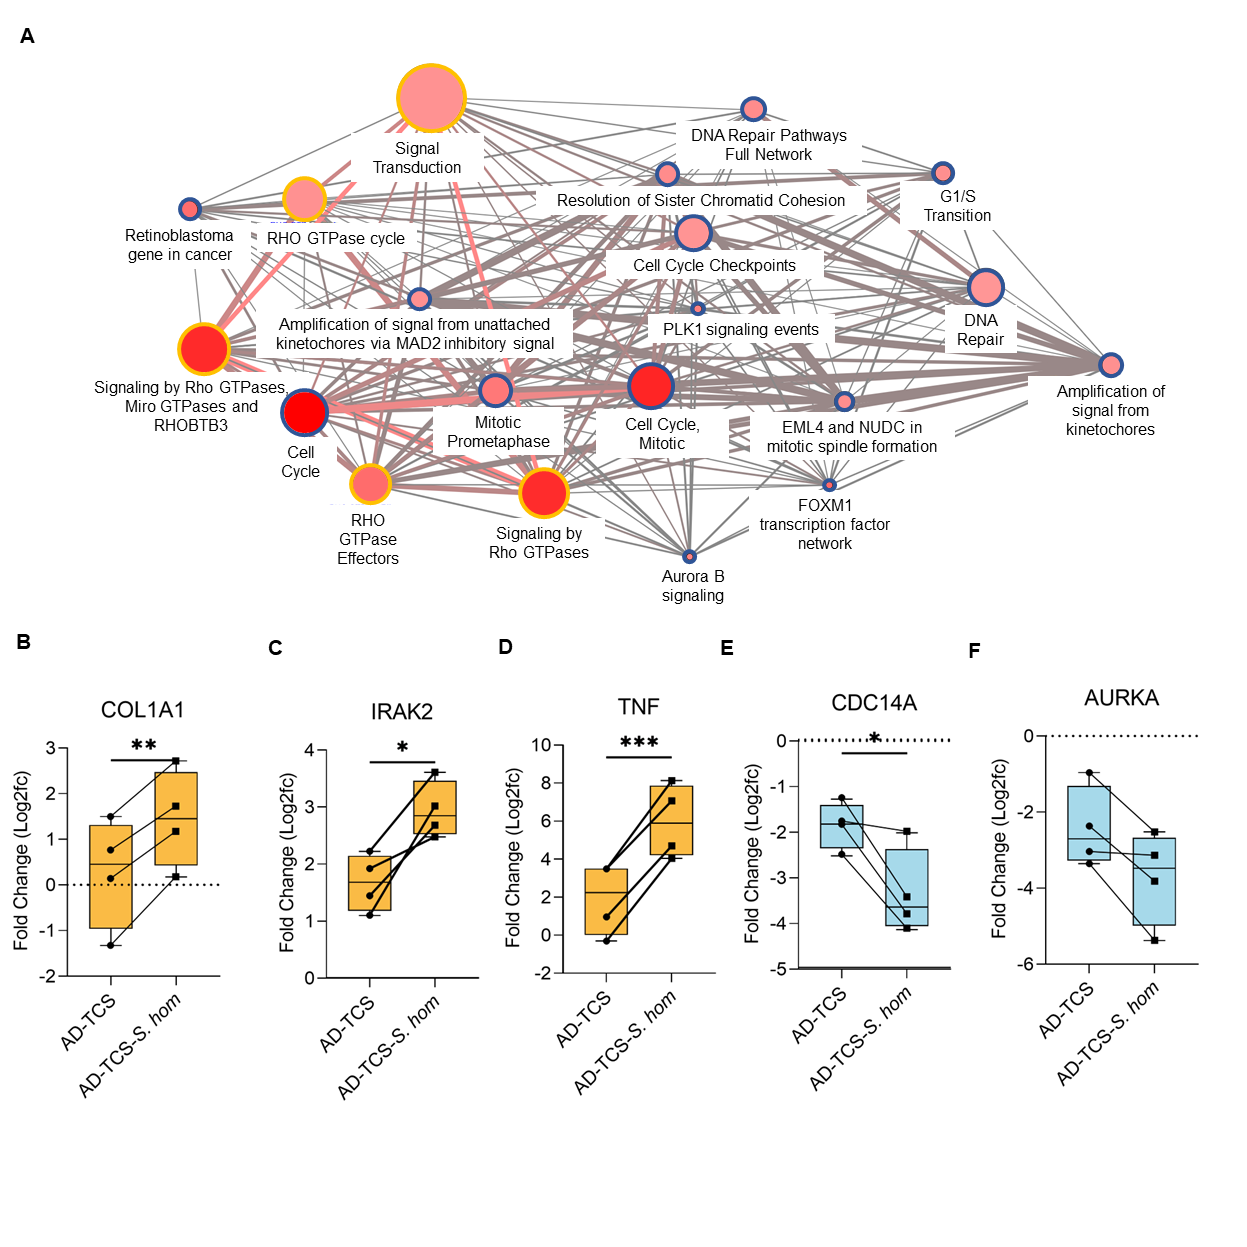 A
Signal
Transduction
DNA Repair Pathways
Full Network
Resolution of Sister Chromatid Cohesion
G1/S
Transition
Retinoblastoma
gene in cancer
RHO GTPase cycle
Cell Cycle Checkpoints
Amplification of signal from unattached
kinetochores via MAD2 inhibitory signal
PLK1 signaling events
DNA
Repair
Signaling by Rho GTPases,
Miro GTPases and
RHOBTB3
Amplification of
signal from
kinetochores
Cell
Cycle
Mitotic
Prometaphase
Cell Cycle,
Mitotic
EML4 and NUDC in
mitotic spindle formation
RHO
GTPase
Effectors
Signaling by
Rho GTPases
FOXM1
transcription factor
network
Aurora B
signaling
B
COL1A1
**
Fold Change (Log2fc)
3
2
1
0
-1
-2
AD-TCS
AD-TCS-S. hom
C
IRAK2
*
Fold Change (Log2fc)
4
3
2
1
0
AD-TCS
AD-TCS-S. hom
D
TNF
***
Fold Change (Log2fc)
10
8
6
4
2
0
-2
AD-TCS
AD-TCS-S. hom
E
CDC14A
*
Fold Change (Log2fc)
0
-1
-2
-3
-4
-5
AD-TCS
AD-TCS-S. hom
F
AURKA
Fold Change (Log2fc)
0
-2
-4
-6
AD-TCS
AD-TCS-S. hom